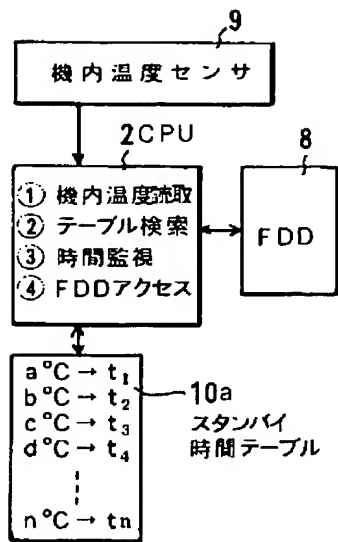 9
機内温度センサ
2 CPU
① 機内温度読取
② テーブル検索
③ 時間監視
④ FDDアクセス
8
FDD
a℃ → t₁
b℃ → t₂
c℃ → t₃
d℃ → t₄
n℃ → tn
10a
スタンバイ
時間テーブル